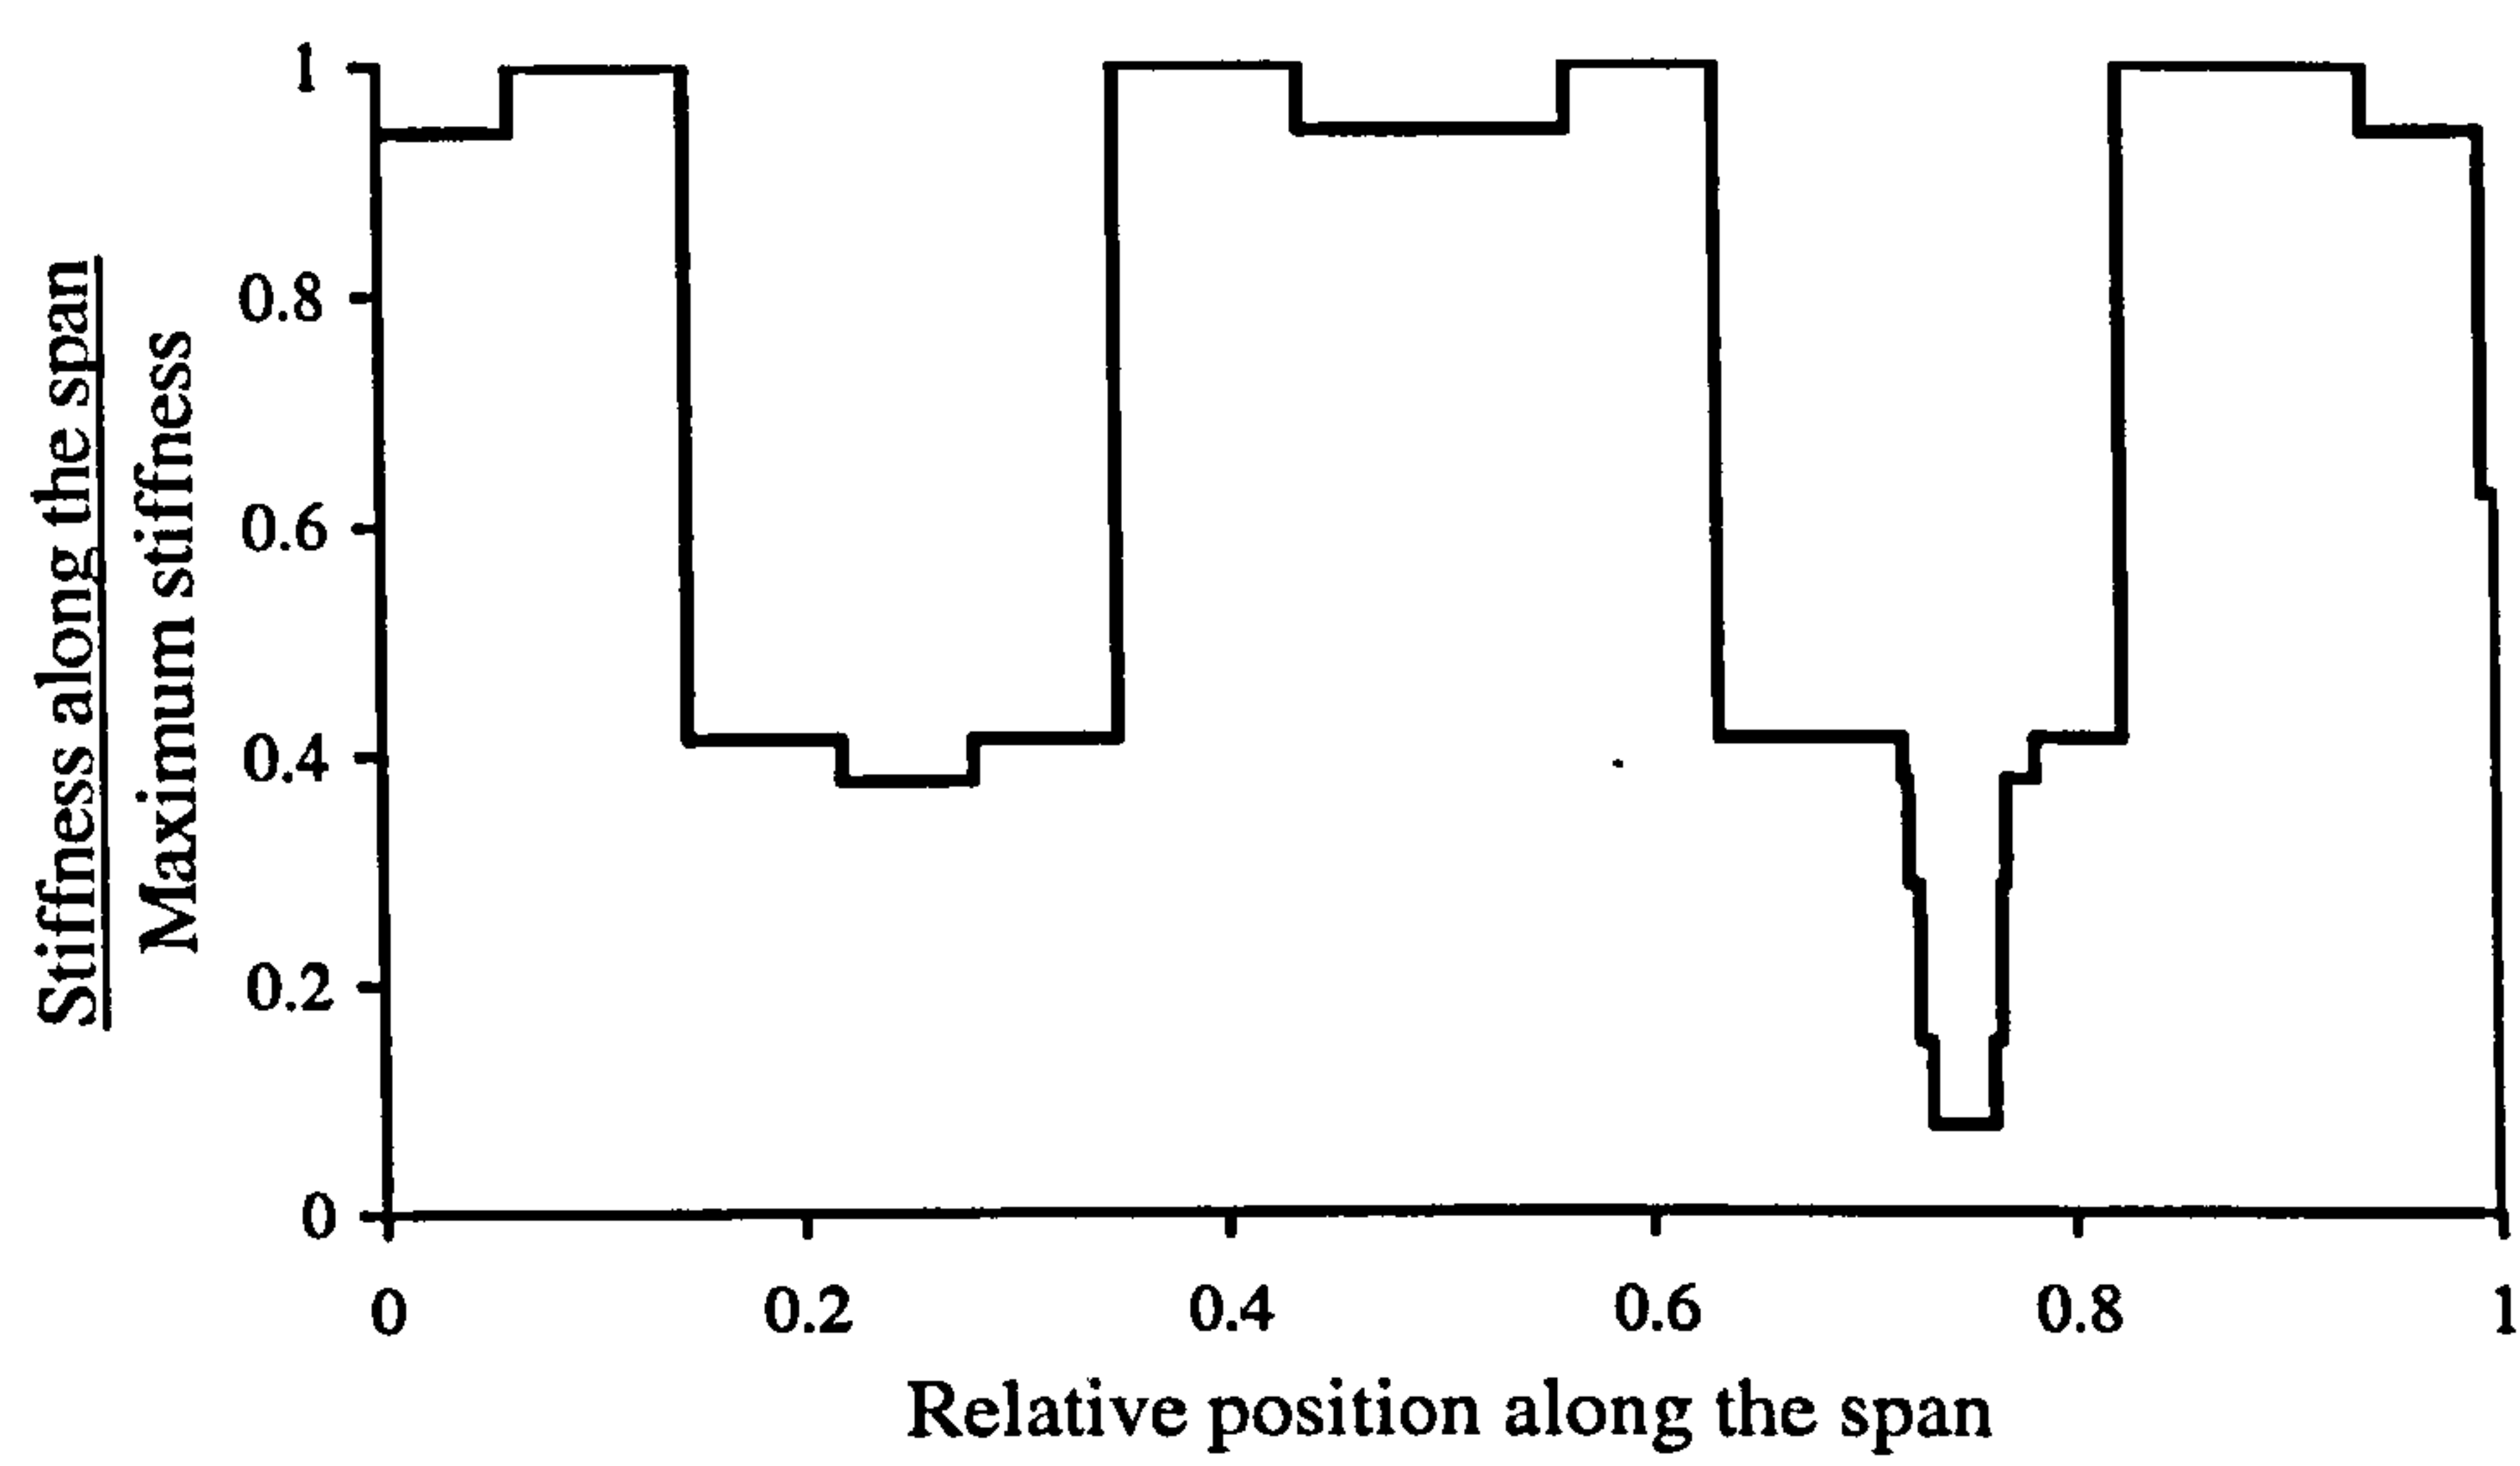 Stiffness along the span
Maximum stiffness
1
0.8
0.6
0.4
0.2
0
0 0.2 0.4 0.6 0.8 1
Relative position along the span